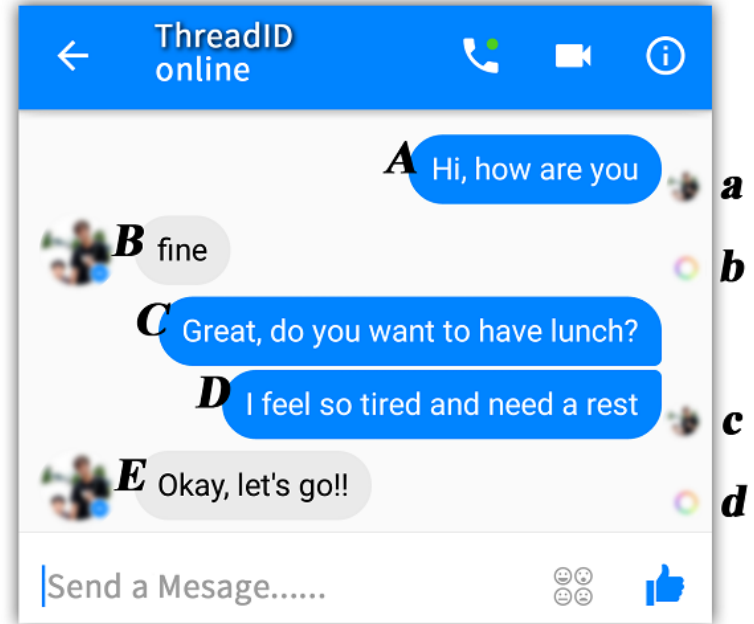 ThreadID
online
A Hi, how are you a
B fine b
C Great, do you want to have lunch?
D I feel so tired and need a rest c
E Okay, let's go!! d
Send a Mesage......